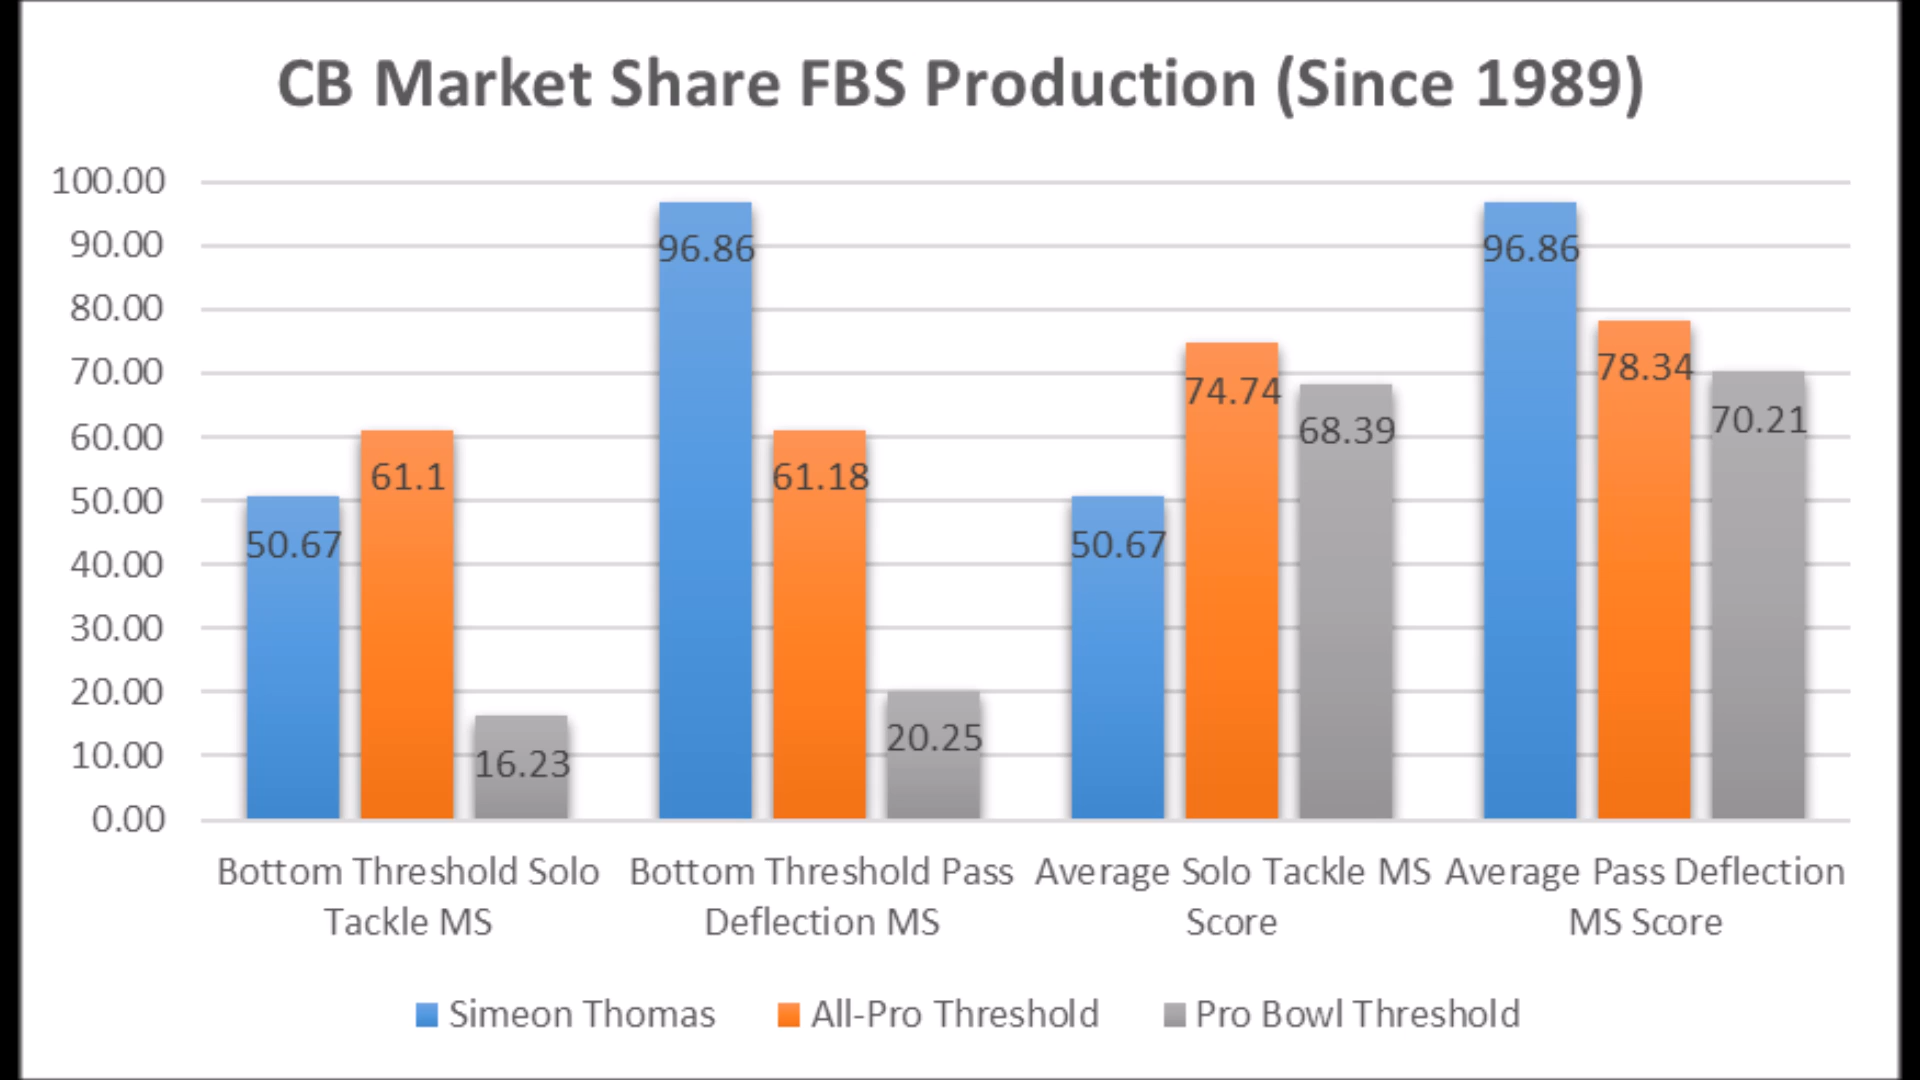 CB Market Share FBS Production (Since 1989)
100.00
90.00
80.00
70.00
60.00
50.00
40.00
30.00
20.00
10.00
0.00
50.67
61.1
16.23
96.86
61.18
20.25
50.67
74.74
68.39
96.86
78.34
70.21
Bottom Threshold Solo
Tackle MS
Bottom Threshold Pass
Deflection MS
Average Solo Tackle MS
Score
Average Pass Deflection
MS Score
Simeon Thomas
All-Pro Threshold
Pro Bowl Threshold